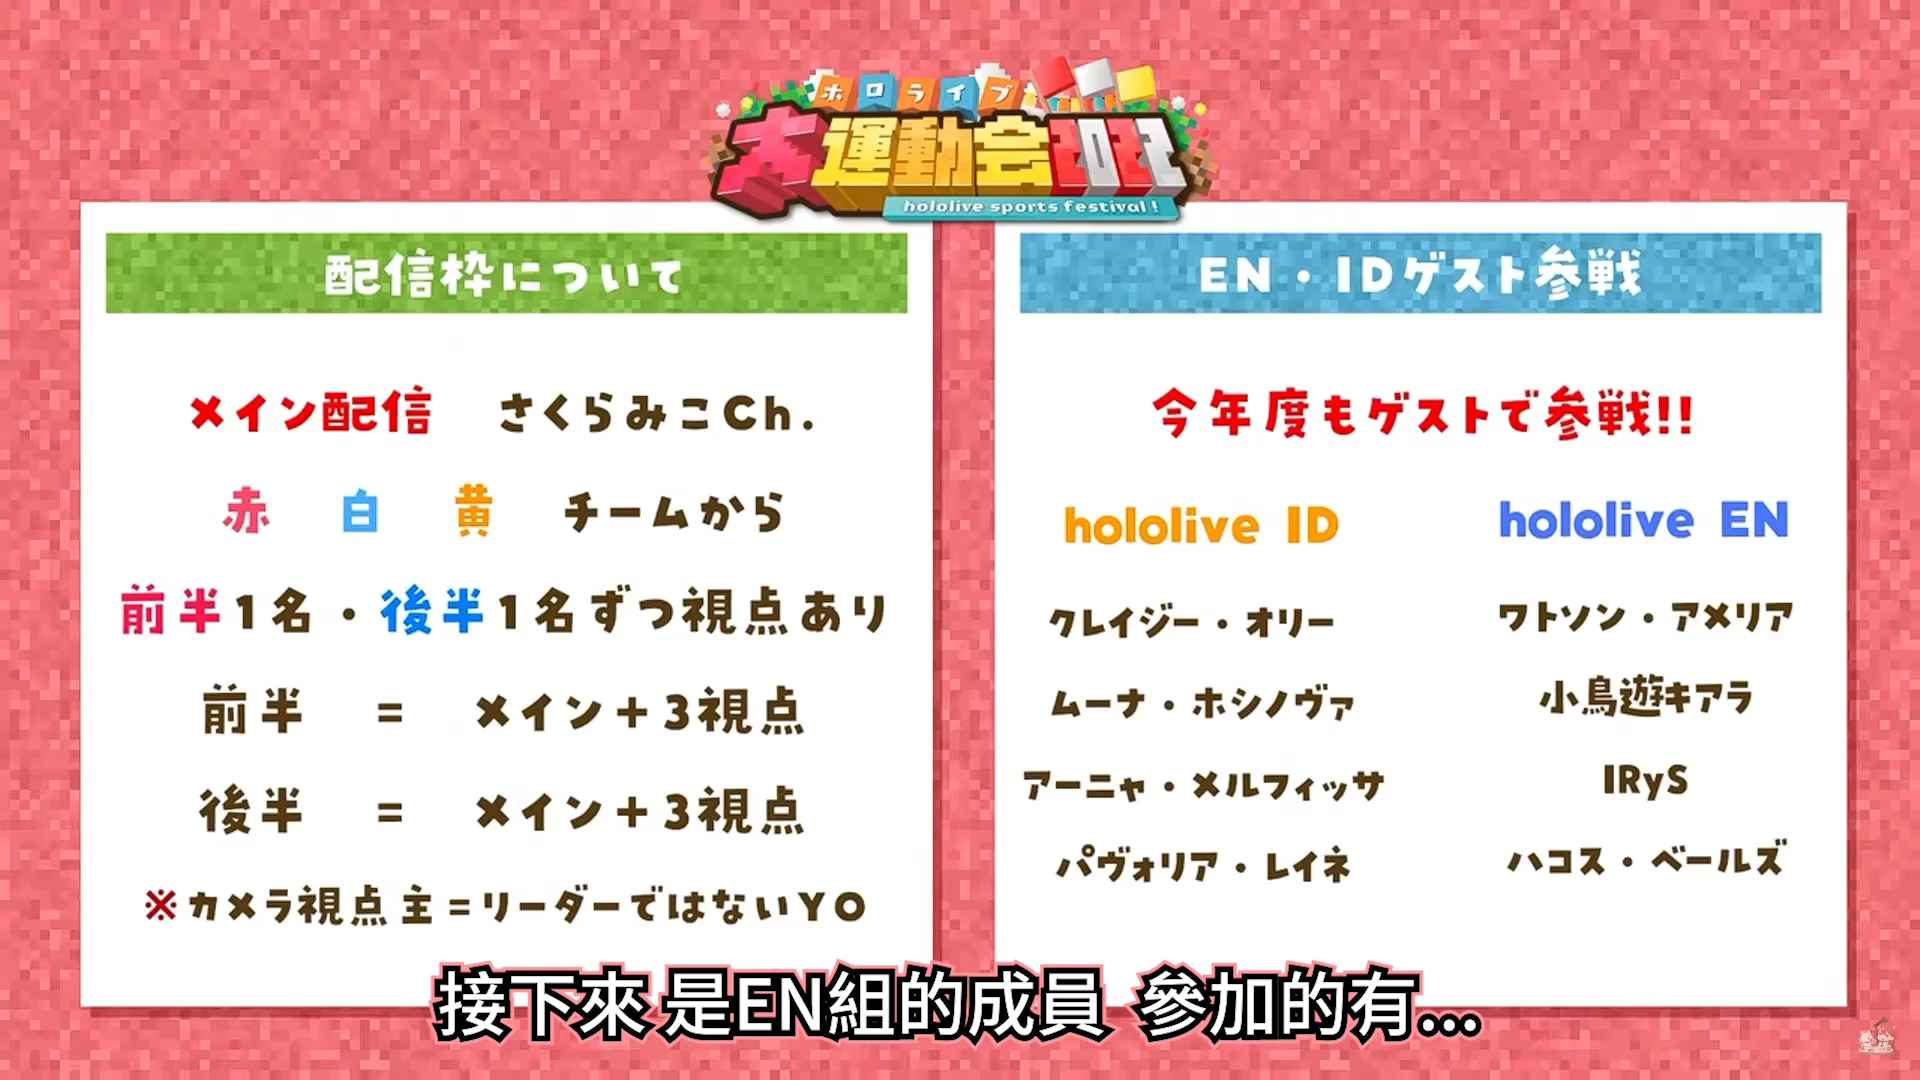 ホロライブ
大運動会2022
hololive sports festival!
配信枠について
メイン配信 さくらみこCh.
赤 白 黄 チームから
前半1名・後半1名ずつ視点あり
前半 = メイン+3視点
後半 = メイン+3視点
※カメラ視点主=リーダーではないYO
EN・IDゲスト参戦
今年度もゲストで参戦!!
hololive ID
クレイジー・オリー
ムーナ・ホシノヴァ
アーニャ・メルフィッサ
パヴォリア・レイネ
hololive EN
ワトソン・アメリア
小鳥遊キアラ
IRyS
ハコス・ベールズ
接下來 是EN組的成員 參加的有...